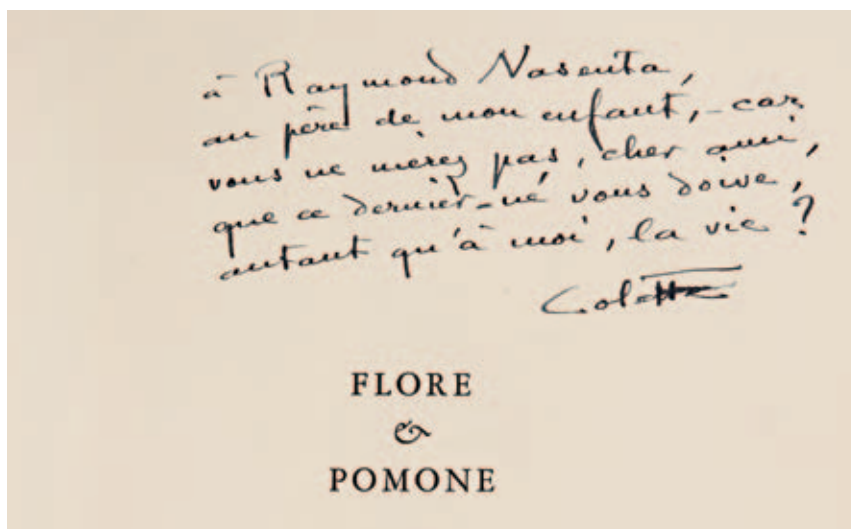 à Raymond Nasenta,
au père de mon enfant, - car
vous ne nierez pas, cher ami,
que ce dernier-né vous doive,
autant qu'à moi, la vie ?
Colette
FLORE
&
POMONE